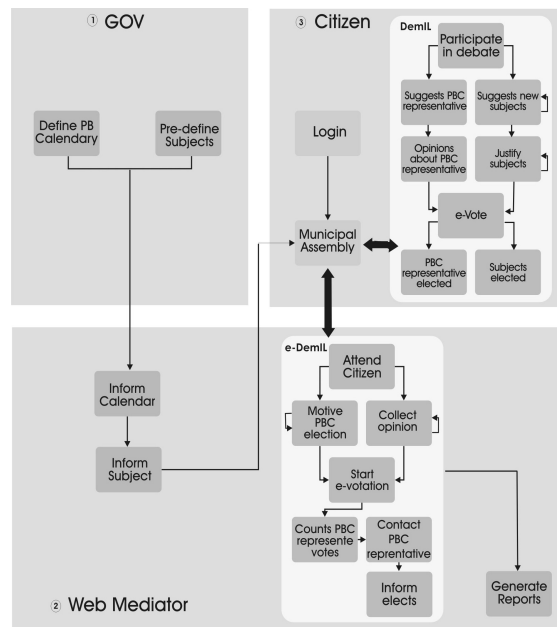 1 GOV
Define PB
Calendary
Pre-define
Subjects
3 Citizen
Login
Municipal
Assembly
DemIL
Participate
in debate
Suggests PBC
representative
Suggests new
subjects
Opinions
about PBC
representative
Justify
subjects
e-Vote
PBC
representative
elected
Subjects
elected
Inform
Calendar
Inform
Subject
e-DemIL
Attend
Citizen
Motive
PBC
election
Collect
opinion
Start
e-votation
Counts PBC
represente
votes
Contact
PBC
reprentative
Inform
elects
Generate
Reports
2 Web Mediator